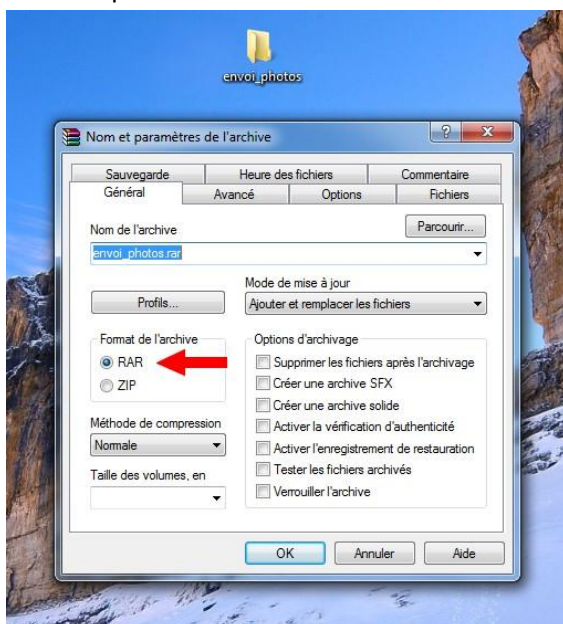 envoi_photos
Nom et paramètres de l'archive
Sauvegarde Heure des fichiers Commentaire
Général Avancé Options Fichiers
Nom de l'archive
Parcourir...
envoi_photos.rar
Mode de mise à jour
Profils...
Ajouter et remplacer les fichiers
Format de l'archive
RAR
ZIP
Options d'archivage
Supprimer les fichiers après l'archivage
Créer une archive SFX
Créer une archive solide
Activer la vérification d'authenticité
Activer l'enregistrement de restauration
Tester les fichiers archivés
Verrouiller l'archive
Méthode de compression
Normale
Taille des volumes, en
OK Annuler Aide